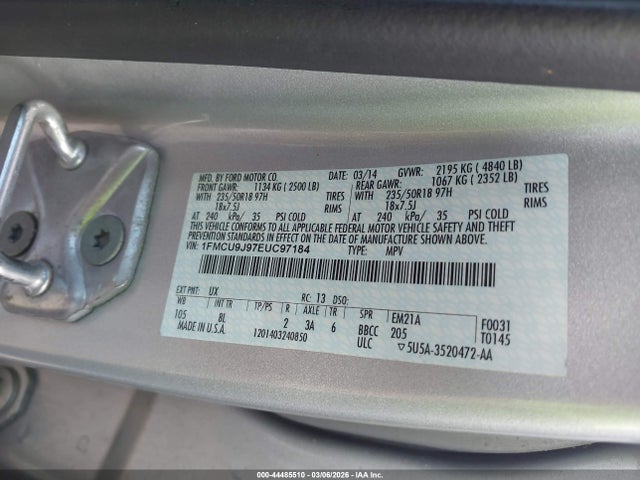 MFD. BY FORD MOTOR CO. DATE: 03/14 GVWR: 2195 KG ( 4840 LB)
FRONT GAWR: 1134 KG ( 2500 LB) REAR GAWR: 1067 KG ( 2352 LB)
WITH 235/50R18 97H TIRES WITH 235/50R18 97H TIRES
18x7.5J RIMS 18x7.5J RIMS
AT 240 kPa/ 35 PSI COLD AT 240 kPa/ 35 PSI COLD
THIS VEHICLE CONFORMS TO ALL APPLICABLE FEDERAL MOTOR VEHICLE SAFETY AND THEFT
PREVENTION STANDARDS IN EFFECT ON THE DATE OF MANUFACTURE SHOWN ABOVE.
VIN: 1FMCU9J97EUC97184 TYPE: MPV
EXT PNT: UX RC: 13 DSO:
WB INT TR TP/PS R AXLE TR SPR EM21A F0031
105 BL 2 3A 6 BBCC 205 T0145
MADE IN U.S.A. 1201403240850 ULC ▽5U5A-3520472-AA
000-44485510 | 03/06/2026 | IAA Inc.